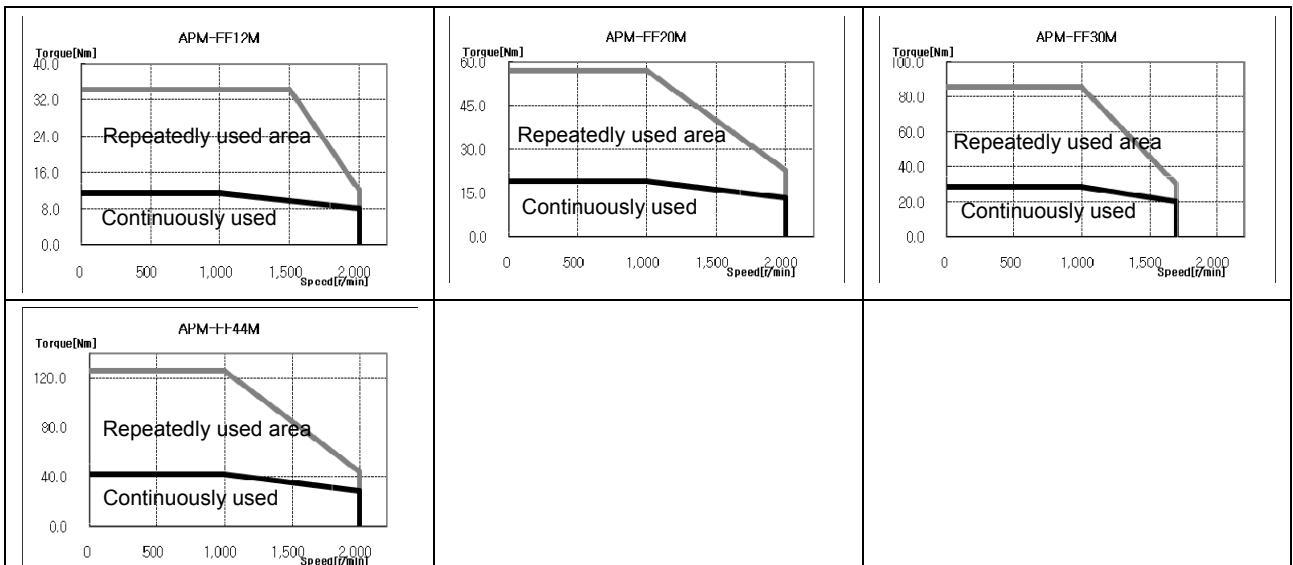 APM-FF12M
Torque[Nm]
40.0
32.0
24.0
16.0
8.0
0.0
Repeatedly used area
Continuously used
0 500 1,000 1,500 2,000
Speed[r/min]
APM-FF20M
Torque[Nm]
60.0
45.0
30.0
15.0
0.0
Repeatedly used area
Continuously used
0 500 1,000 1,500 2,000
Speed[r/min]
APM-FF30M
Torque[Nm]
100.0
80.0
60.0
40.0
20.0
0.0
Repeatedly used area
Continuously used
0 500 1,000 1,500 2,000
Speed[r/min]
APM-FF44M
Torque[Nm]
120.0
80.0
40.0
0.0
Repeatedly used area
Continuously used
0 500 1,000 1,500 2,000
Speed[r/min]